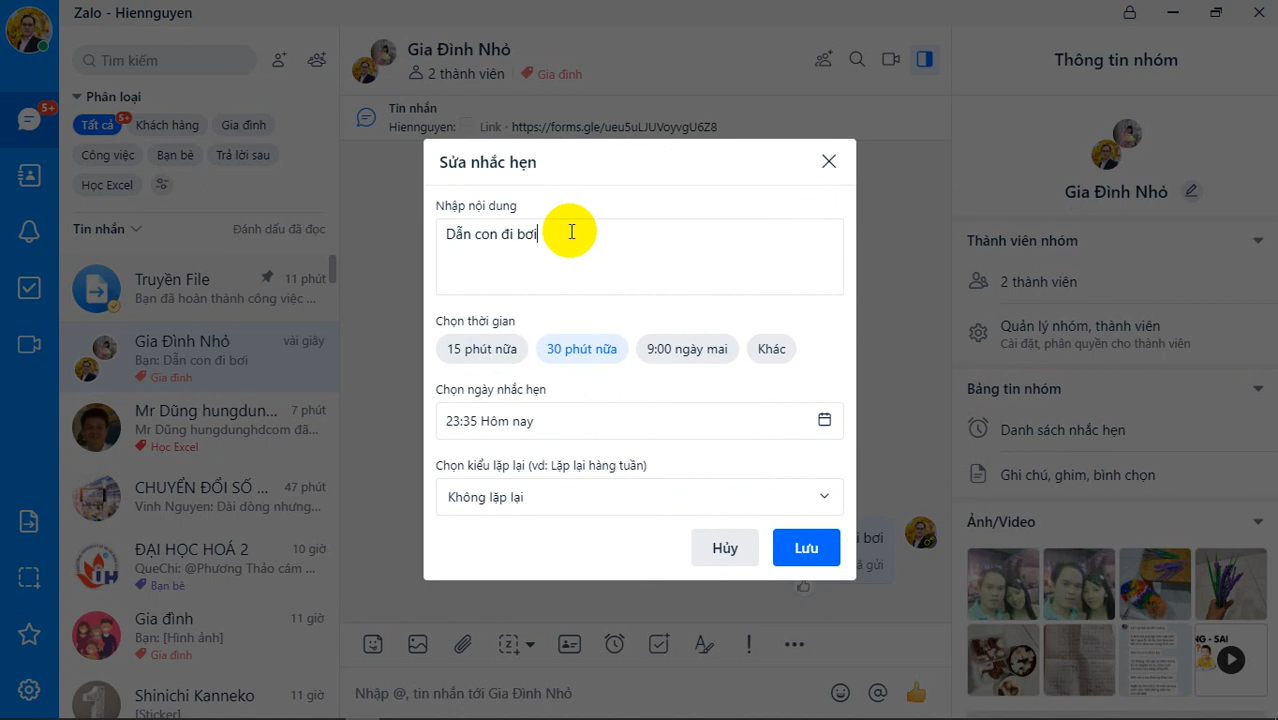 Zalo - Hiennguyen
Tìm kiếm
Phân loại
Tất cả
5+
Khách hàng
Gia đình
Công việc
Bạn bè
Trả lời sau
Học Excel
Tin nhắn
Đánh dấu đã đọc
5+
Truyền File
11 phút
Bạn đã hoàn thành công việc ...
Gia Đình Nhỏ
vài giây
Bạn: Dẫn con đi bơi
Gia đình
Mr Dũng hungdun...
7 phút
Mr Dũng hungdunghdcom đã...
Học Excel
CHUYỂN ĐỔI SỐ ...
47 phút
Vinh Nguyen: Dài dòng nhưng...
ĐẠI HỌC HOÁ 2
10 giờ
QueChi: @Phương Thảo cám ...
Bạn bè
Gia đình
11 giờ
Bạn: [Hình ảnh]
Gia đình
Shinichi Kanneko
11 giờ
[Sticker]
Gia Đình Nhỏ
2 thành viên
Gia đình
Tin nhắn
Hiennguyen:
Link • https://forms.gle/ueu5uLJUVoyvgU6Z8
Sửa nhắc hẹn
Nhập nội dung
Dẫn con đi bơi
Chọn thời gian
15 phút nữa
30 phút nữa
9:00 ngày mai
Khác
Chọn ngày nhắc hẹn
23:35 Hôm nay
Chọn kiểu lặp lại (vd: Lặp lại hàng tuần)
Không lặp lại
Hủy
Lưu
i bơi
ã gửi
Nhập @, tin nhắn tới Gia Đình Nhỏ
Thông tin nhóm
Gia Đình Nhỏ
Thành viên nhóm
2 thành viên
Quản lý nhóm, thành viên
Cài đặt, phân quyền cho thành viên
Bảng tin nhóm
Danh sách nhắc hẹn
Ghi chú, ghim, bình chọn
Ảnh/Video
NG - SAI